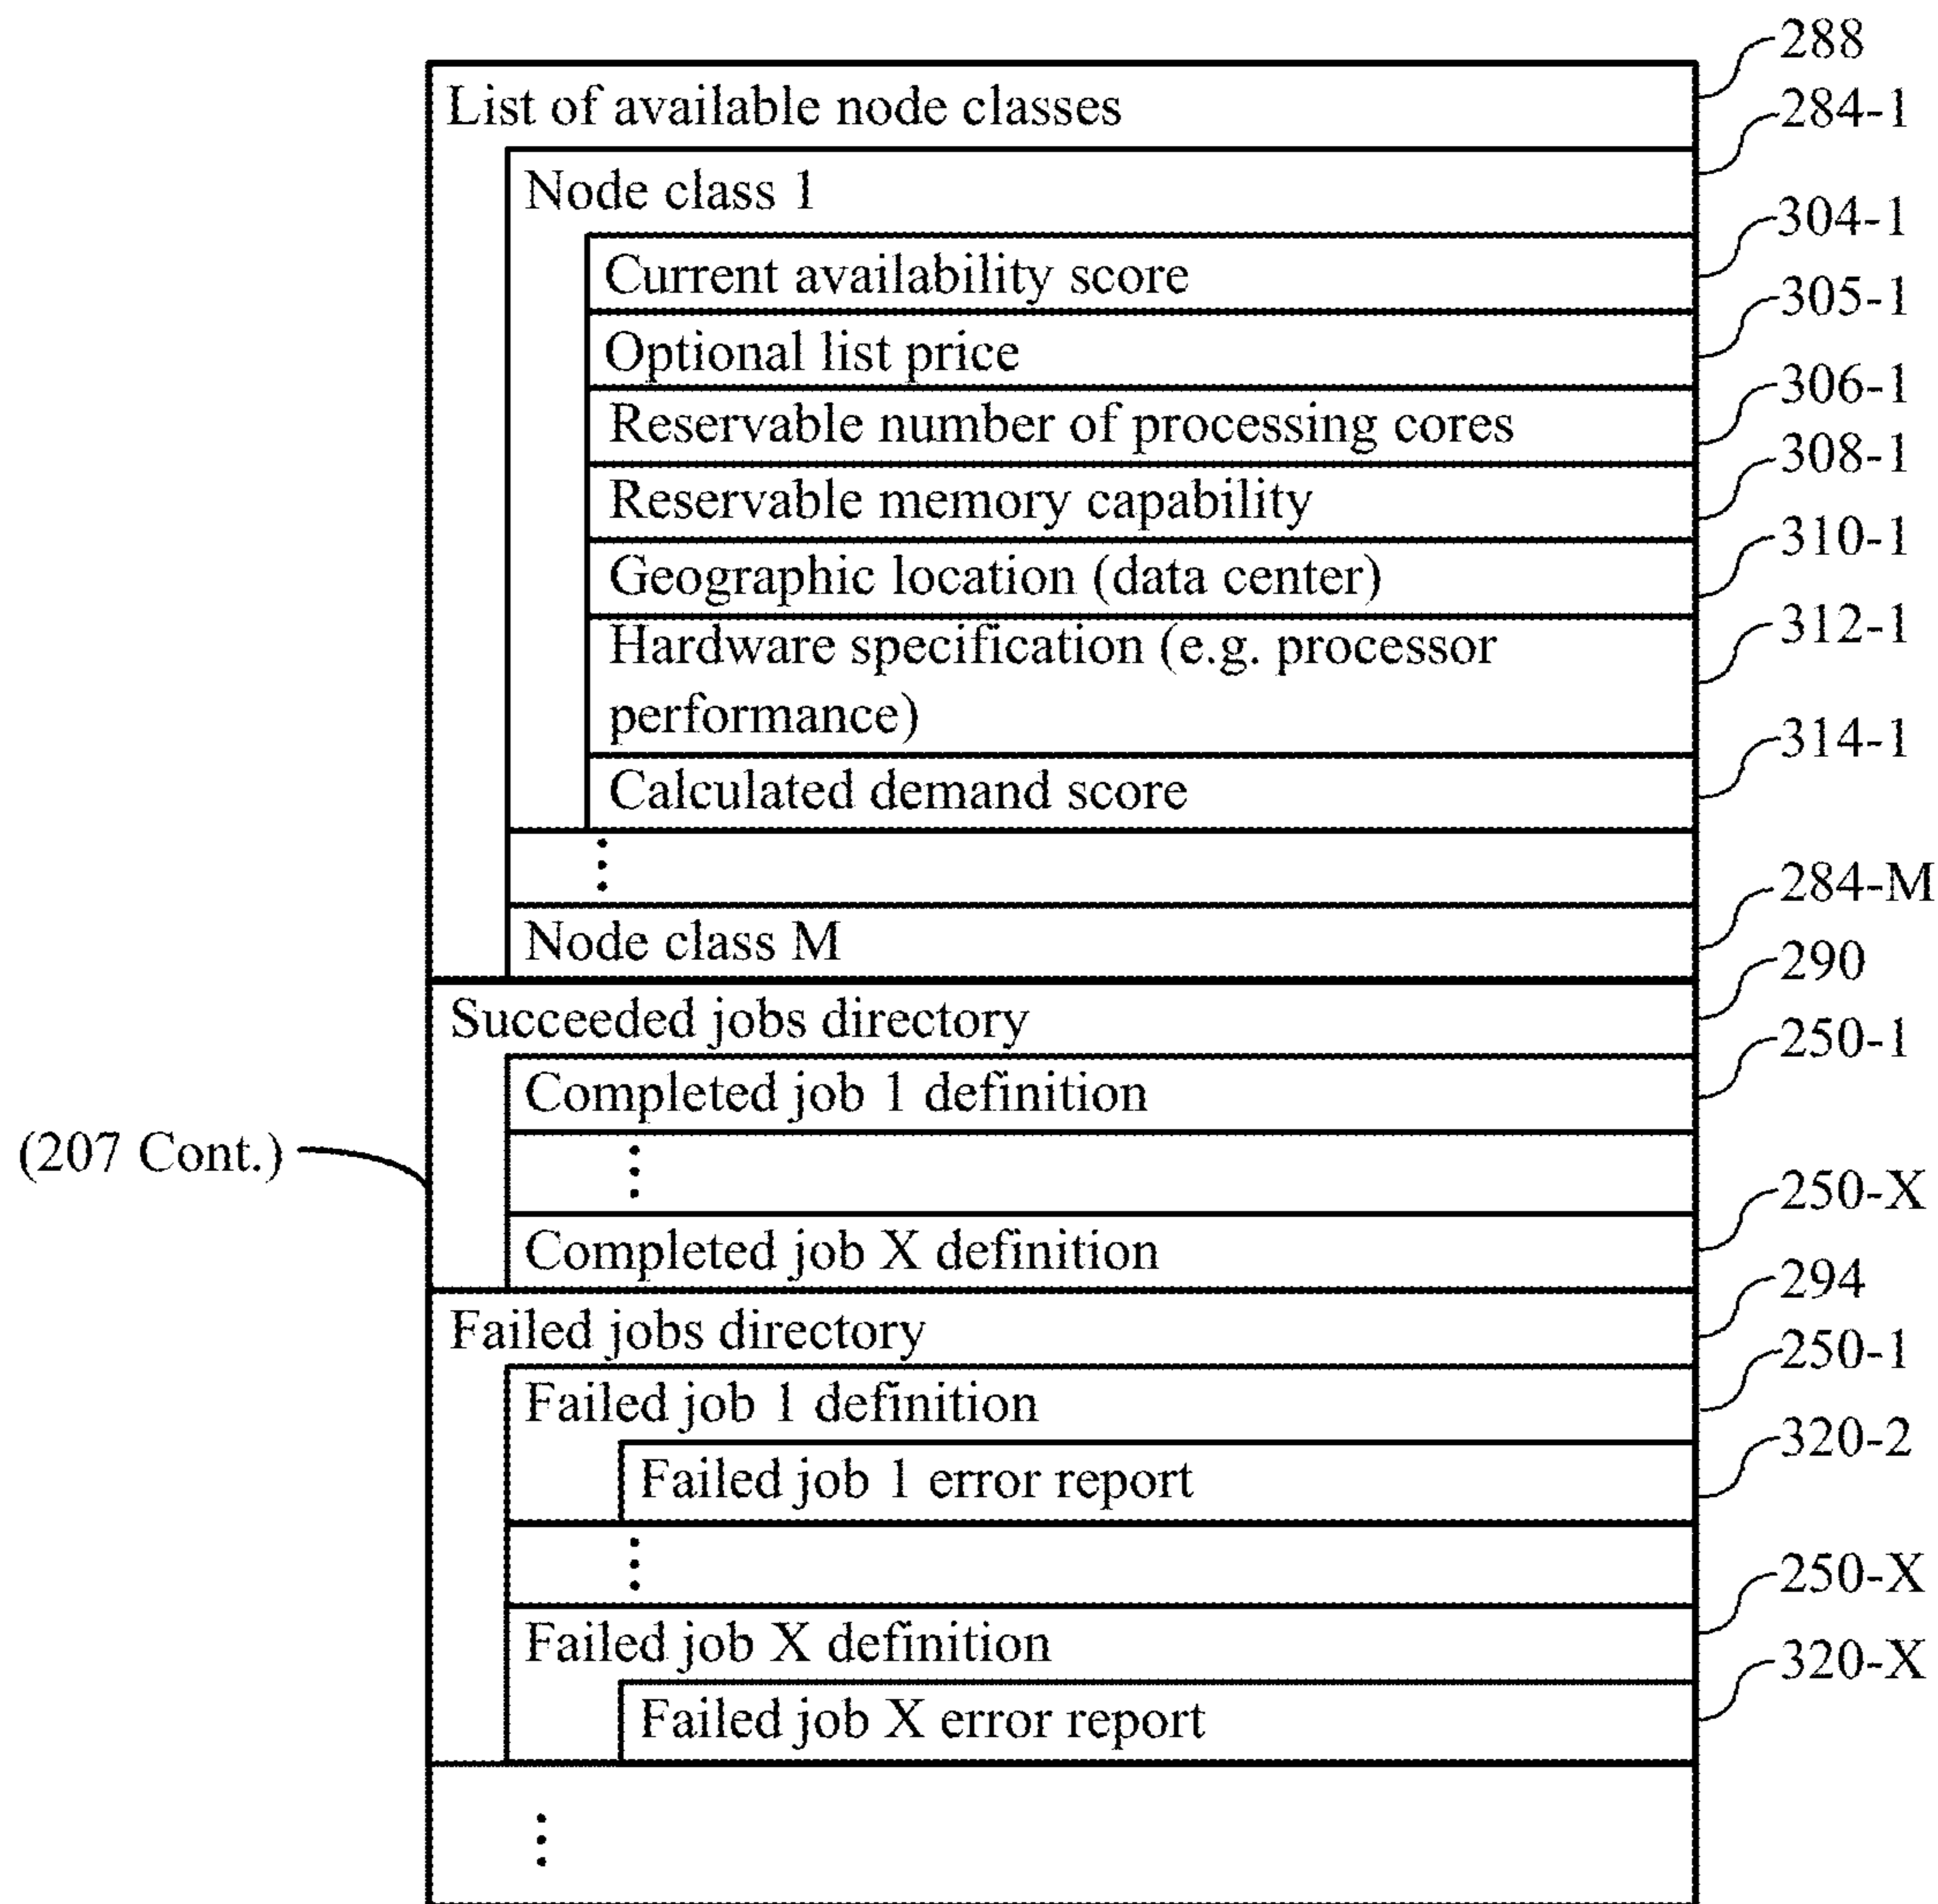 288
List of available node classes
284-1
Node class 1
304-1
Current availability score
305-1
Optional list price
306-1
Reservable number of processing cores
308-1
Reservable memory capability
310-1
Geographic location (data center)
312-1
Hardware specification (e.g. processor
performance)
314-1
Calculated demand score
284-M
Node class M
290
Succeeded jobs directory
250-1
Completed job 1 definition
(207 Cont.)
250-X
Completed job X definition
294
Failed jobs directory
250-1
Failed job 1 definition
320-2
Failed job 1 error report
250-X
Failed job X definition
320-X
Failed job X error report